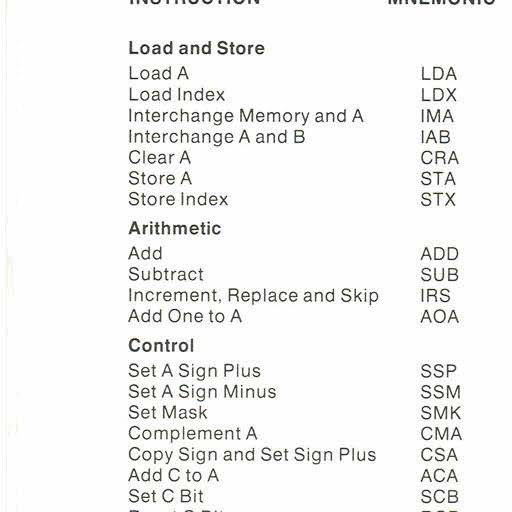 INSTRUCTION MNEMONIC
Load and Store
Load A LDA
Load Index LDX
Interchange Memory and A IMA
Interchange A and B IAB
Clear A CRA
Store A STA
Store Index STX
Arithmetic
Add ADD
Subtract SUB
Increment, Replace and Skip IRS
Add One to A AOA
Control
Set A Sign Plus SSP
Set A Sign Minus SSM
Set Mask SMK
Complement A CMA
Copy Sign and Set Sign Plus CSA
Add C to A ACA
Set C Bit SCB